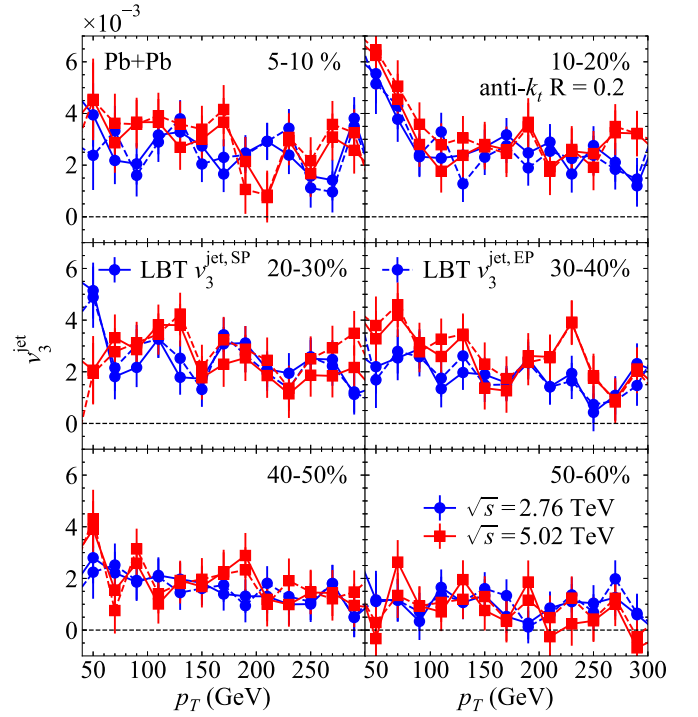 ×10⁻³
Pb+Pb 5-10 %
10-20%
anti-kₜ R = 0.2
6
4
2
0
LBT v₃^{jet, SP} 20-30%
LBT v₃^{jet, EP} 30-40%
6
4
2
0
v₃^{jet}
40-50%
50-60%
√s = 2.76 TeV
√s = 5.02 TeV
6
4
2
0
50 100 150 200 250
50 100 150 200 250 300
p_T (GeV)
p_T (GeV)